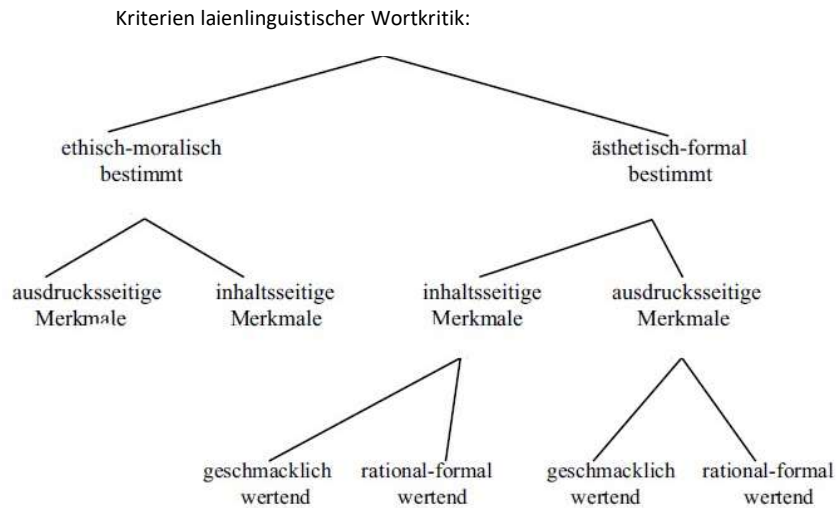 Kriterien laienlinguistischer Wortkritik:
ethisch-moralisch
bestimmt
ästhetisch-formal
bestimmt
ausdrucksseitige
Merkmale
inhaltsseitige
Merkmale
inhaltsseitige
Merkmale
ausdrucksseitige
Merkmale
geschmacklich
wertend
rational-formal
wertend
geschmacklich
wertend
rational-formal
wertend